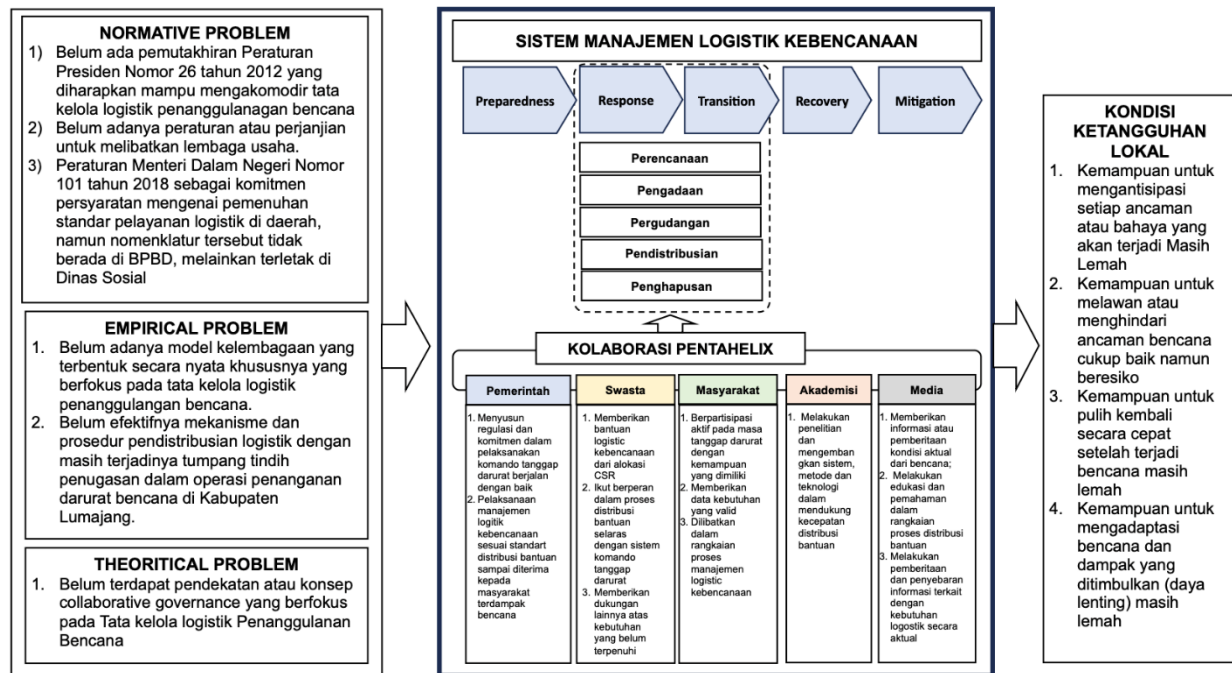 NORMATIVE PROBLEM
1) Belum ada pemutakhiran Peraturan
Presiden Nomor 26 tahun 2012 yang
diharapkan mampu mengakomodir tata
kelola logistik penanggulanagan bencana
2) Belum adanya peraturan atau perjanjian
untuk melibatkan lembaga usaha.
3) Peraturan Menteri Dalam Negeri Nomor
101 tahun 2018 sebagai komitmen
persyaratan mengenai pemenuhan
standar pelayanan logistik di daerah,
namun nomenklatur tersebut tidak
berada di BPBD, melainkan terletak di
Dinas Sosial
EMPIRICAL PROBLEM
1. Belum adanya model kelembagaan yang
terbentuk secara nyata khususnya yang
berfokus pada tata kelola logistik
penanggulangan bencana.
2. Belum efektifnya mekanisme dan
prosedur pendistribusian logistik dengan
masih terjadinya tumpang tindih
penugasan dalam operasi penanganan
darurat bencana di Kabupaten
Lumajang.
THEORITICAL PROBLEM
1. Belum terdapat pendekatan atau konsep
collaborative governance yang berfokus
pada Tata kelola logistik Penanggulanan
Bencana
SISTEM MANAJEMEN LOGISTIK KEBENCANAAN
Preparedness
Response
Transition
Recovery
Mitigation
Perencanaan
Pengadaan
Pergudangan
Pendistribusian
Penghapusan
KOLABORASI PENTAHELIX
Pemerintah
1. Menyusun
regulasi dan
komitmen dalam
pelaksanakan
komando tanggap
darurat berjalan
dengan baik
2. Pelaksanaan
manajemen
logitik
kebencanaan
sesuai standart
distribusi bantuan
sampai diterima
kepada
masyarakat
terdampak
bencana
Swasta
1. Memberikan
bantuan
logistic
kebencanaan
dari alokasi
CSR
2. Ikut berperan
dalam proses
distribusi
bantuan
selaras
dengan sistem
komando
tanggap
darurat
3. Memberikan
dukungan
lainnya atas
kebutuhan
yang belum
terpenuhi
Masyarakat
1. Berpartisipasi
aktif pada masa
tanggap darurat
dengan
kemampuan yang
dimiliki
2. Memberikan
data kebutuhan
yang valid
3. Dilibatkan
dalam
rangkaian
proses
manajemen
logistic
kebencanaan
Akademisi
1. Melakukan
penelitian
dan
mengemban
gkan sistem,
metode dan
teknologi
dalam
mendukung
kecepatan
distribusi
bantuan
Media
1. Memberikan
informasi atau
pemberitaan
kondisi aktual
dari bencana;
2. Melakukan
edukasi dan
pemahaman
dalam
rangkaian
proses distribusi
bantuan
3. Melakukan
pemberitaan
dan penyebaran
informasi terkait
dengan
kebutuhan
logostik secara
aktual
KONDISI
KETANGGUHAN
LOKAL
1. Kemampuan untuk
mengantisipasi
setiap ancaman
atau bahaya yang
akan terjadi Masih
Lemah
2. Kemampuan untuk
melawan atau
menghindari
ancaman bencana
cukup baik namun
beresiko
3. Kemampuan untuk
pulih kembali
secara cepat
setelah terjadi
bencana masih
lemah
4. Kemampuan untuk
mengadaptasi
bencana dan
dampak yang
ditimbulkan (daya
lenting) masih
lemah